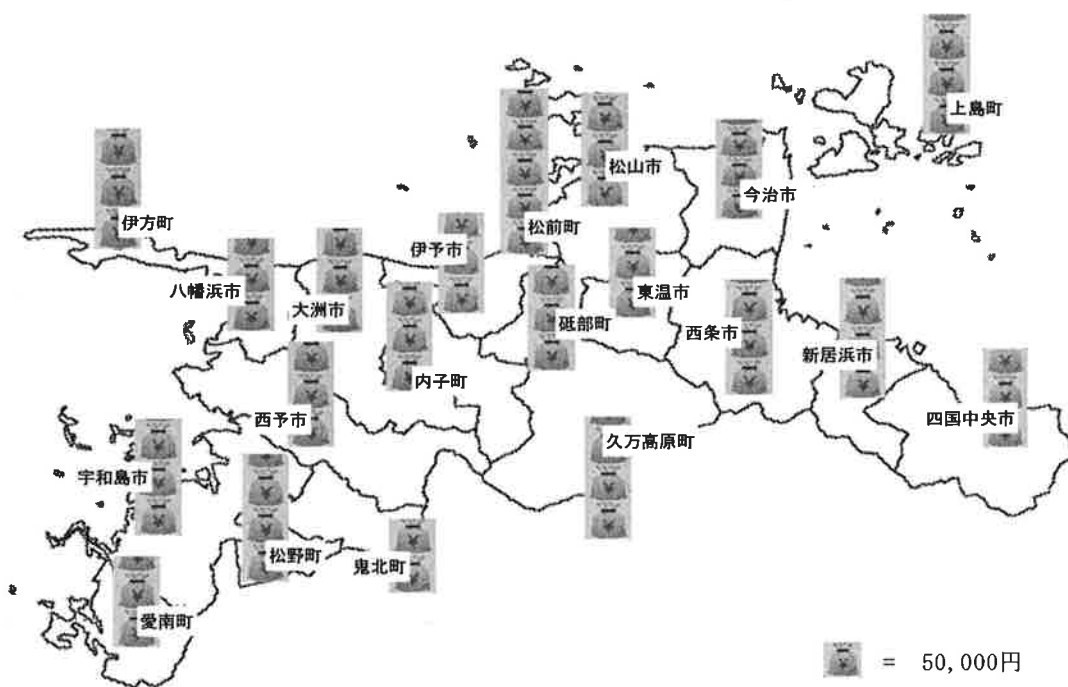 上島町
松山市
今治市
伊方町
松前町
伊予市
八幡浜市
大洲市
東温市
砥部町
西条市
新居浜市
内子町
西予市
四国中央市
久万高原町
宇和島市
松野町
鬼北町
愛南町
¥ = 50,000円